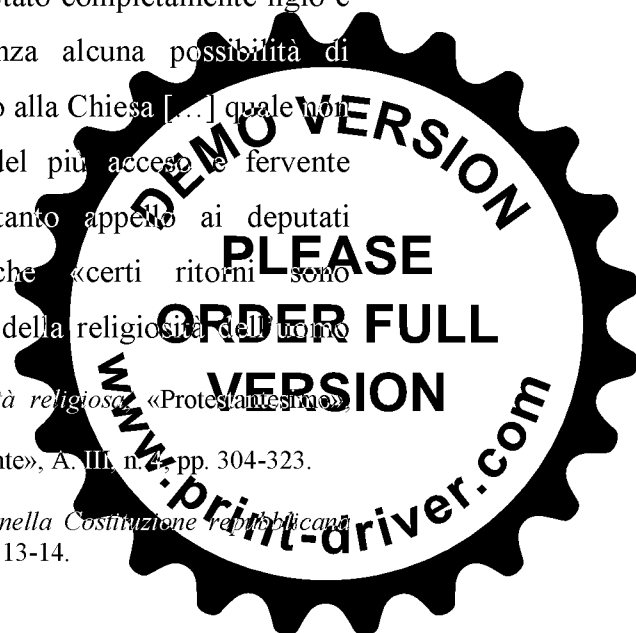 completamente ligio e
nza alcuna possibilità di
o alla Chiesa […] quale non
del più acceso e fervente
tanto appello ai deputati
che «certi ritorni sono
della religiosità dell'uomo
tà religiosa, «Protestantesimo»,
nte», A. III, n. 4, pp. 304-323.
nella Costituzione repubblicana
13-14.
DEMO VERSION
PLEASE
ORDER FULL
VERSION
www.print-driver.com